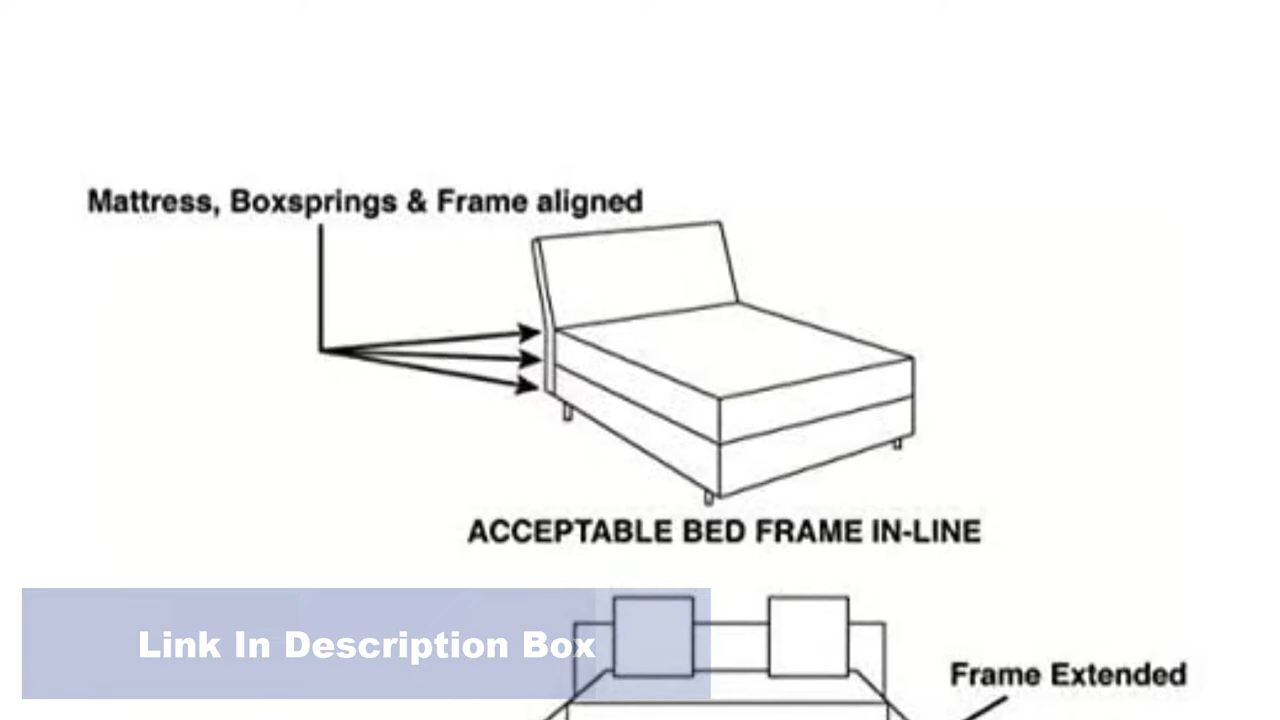 Mattress, Boxsprings & Frame aligned
ACCEPTABLE BED FRAME IN-LINE
Link In Description Box
Frame Extended